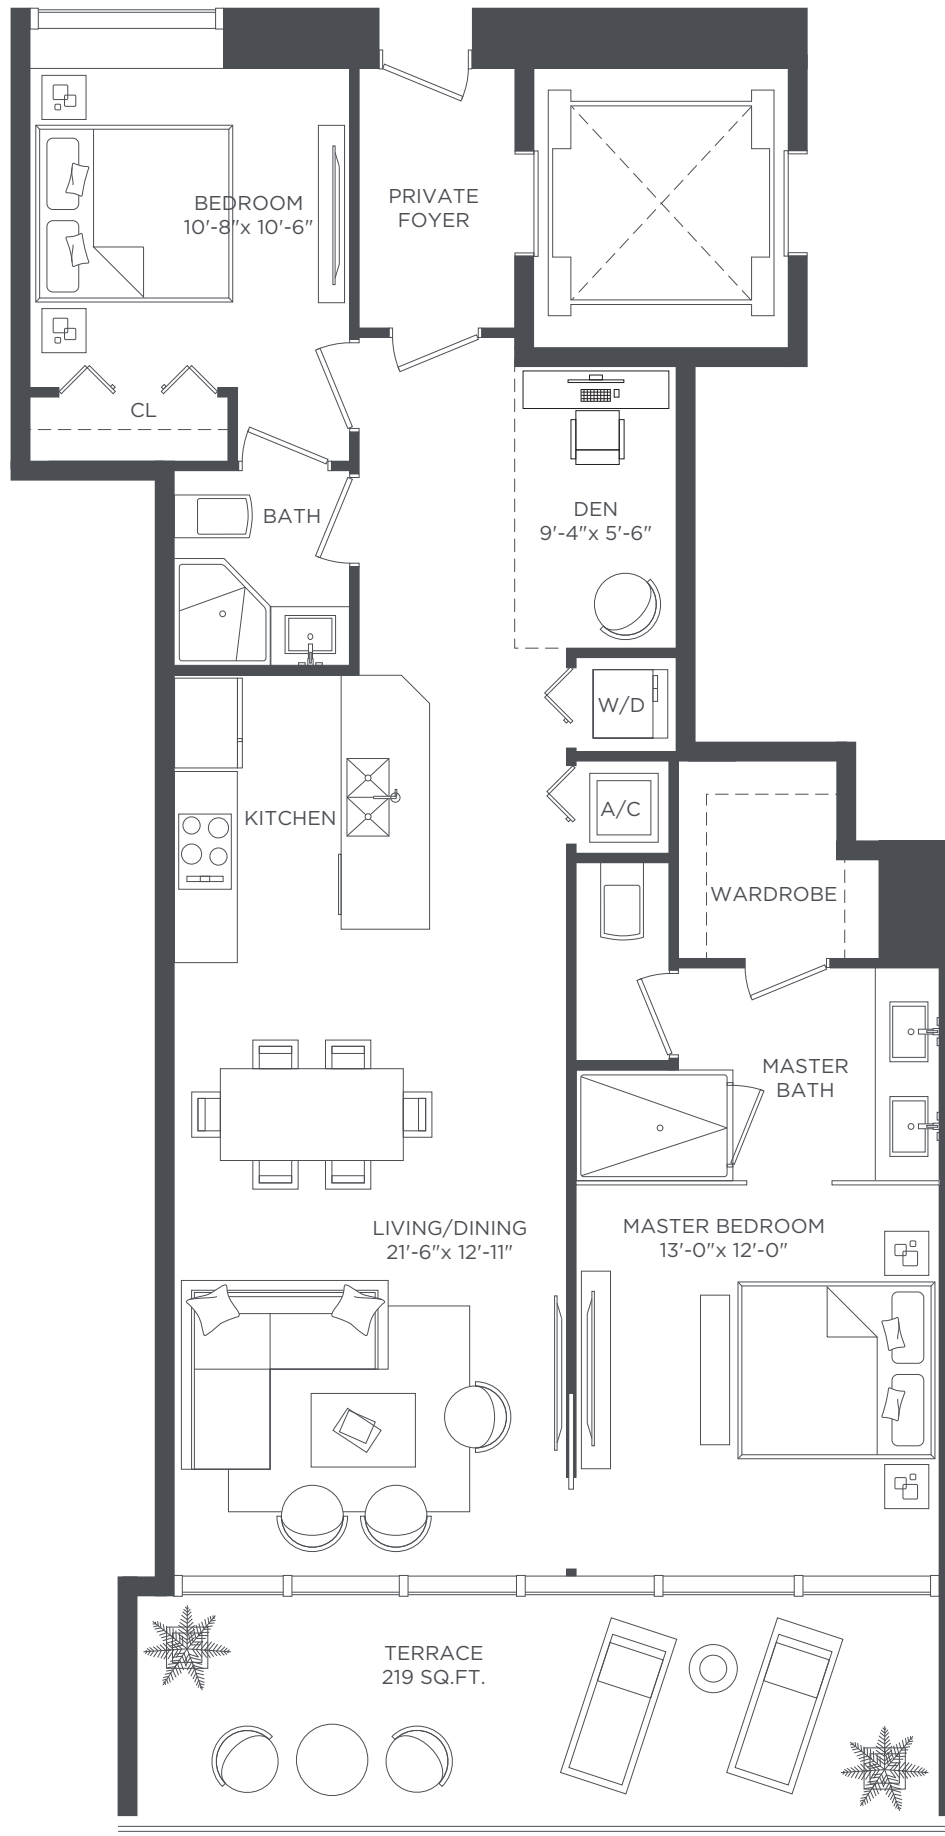 BEDROOM
10'-8"x 10'-6"
PRIVATE
FOYER
CL
BATH
DEN
9'-4"x 5'-6"
W/D
KITCHEN
A/C
WARDROBE
MASTER
BATH
LIVING/DINING
21'-6"x 12'-11"
MASTER BEDROOM
13'-0"x 12'-0"
TERRACE
219 SQ.FT.